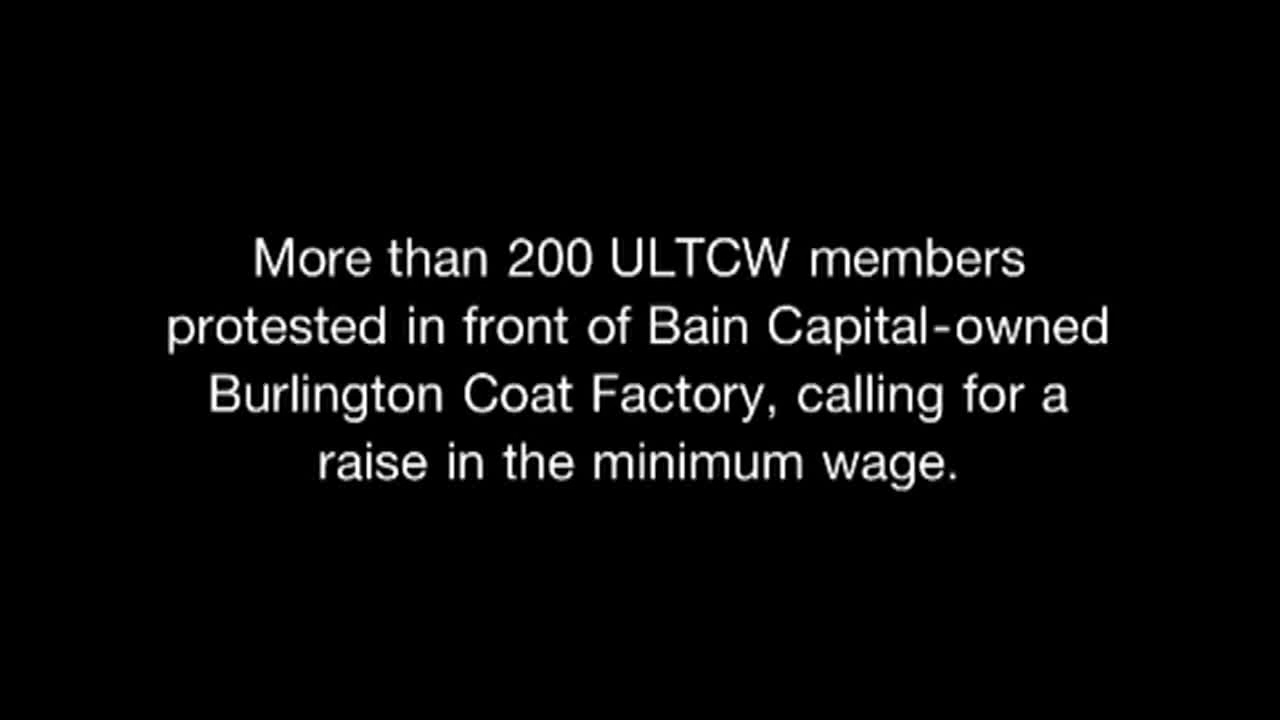 More than 200 ULTCW members
protested in front of Bain Capital-owned
Burlington Coat Factory, calling for a
raise in the minimum wage.